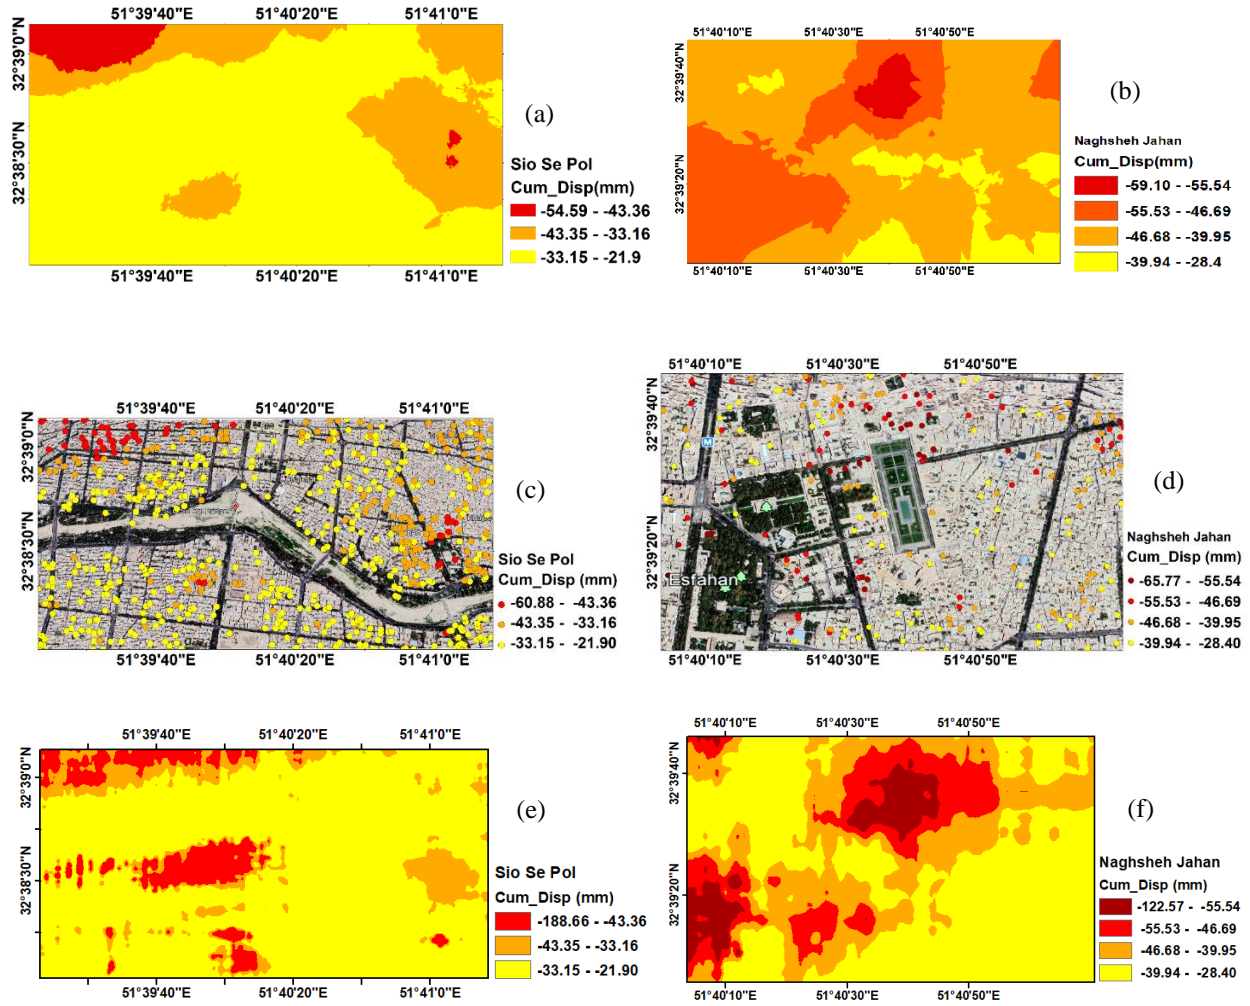 51°39'40"E 51°40'20"E 51°41'0"E
32°39'0"N
32°38'30"N
(a)
Sio Se Pol
Cum_Disp(mm)
-54.59 - -43.36
-43.35 - -33.16
-33.15 - -21.9
51°39'40"E 51°40'20"E 51°41'0"E
51°40'10"E 51°40'30"E 51°40'50"E
32°39'40"N
32°39'20"N
(b)
Naghsheh Jahan
Cum_Disp(mm)
-59.10 - -55.54
-55.53 - -46.69
-46.68 - -39.95
-39.94 - -28.4
51°40'10"E 51°40'30"E 51°40'50"E
51°39'40"E 51°40'20"E 51°41'0"E
32°39'0"N
32°38'30"N
(c)
Sio Se Pol
Cum_Disp (mm)
-60.88 - -43.36
-43.35 - -33.16
-33.15 - -21.90
51°39'40"E 51°40'20"E 51°41'0"E
51°40'10"E 51°40'30"E 51°40'50"E
32°39'40"N
32°39'20"N
M
Esfahan
(d)
Naghsheh Jahan
Cum_Disp (mm)
-65.77 - -55.54
-55.53 - -46.69
-46.68 - -39.95
-39.94 - -28.40
51°40'10"E 51°40'30"E 51°40'50"E
51°39'40"E 51°40'20"E 51°41'0"E
32°39'0"N
32°38'30"N
(e)
Sio Se Pol
Cum_Disp (mm)
-188.66 - -43.36
-43.35 - -33.16
-33.15 - -21.90
51°39'40"E 51°40'20"E 51°41'0"E
51°40'10"E 51°40'30"E 51°40'50"E
32°39'40"N
32°39'20"N
(f)
Naghsheh Jahan
Cum_Disp (mm)
-122.57 - -55.54
-55.53 - -46.69
-46.68 - -39.95
-39.94 - -28.40
51°40'10"E 51°40'30"E 51°40'50"E